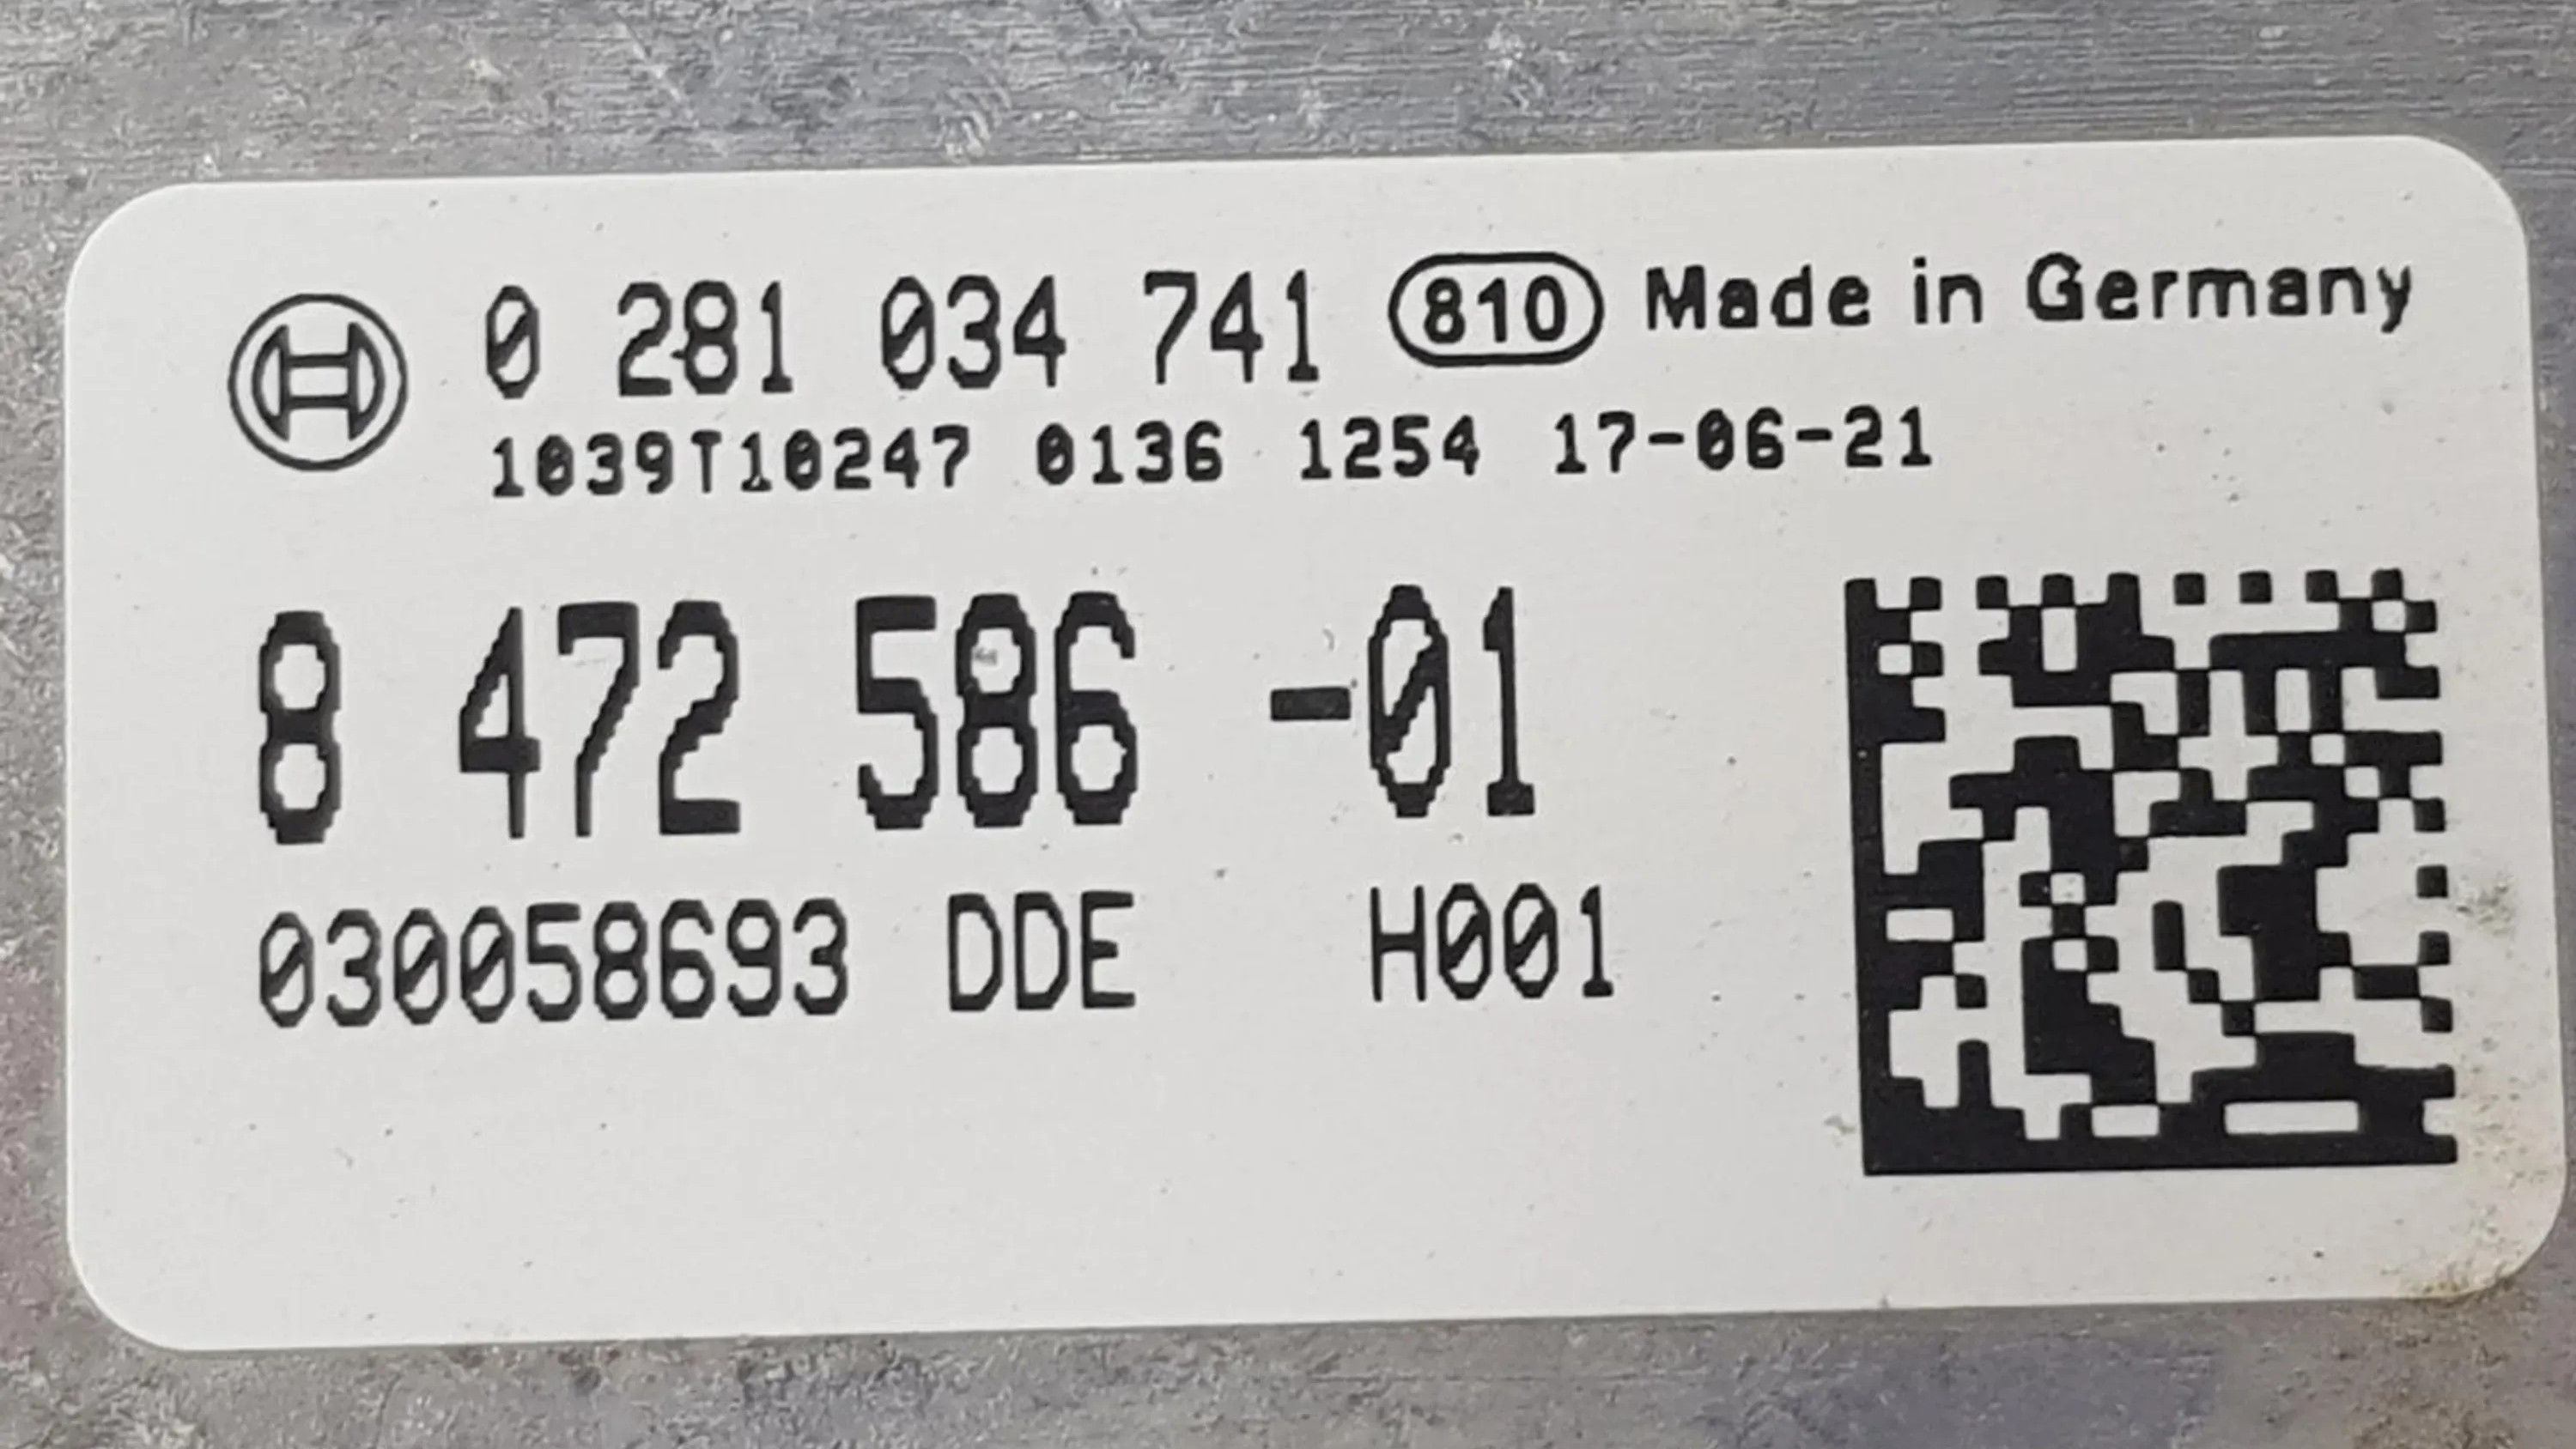 0 281 034 741 810 Made in Germany
1039T10247 0136 1254 17-06-21
8 472 586 -01
030058693 DDE H001